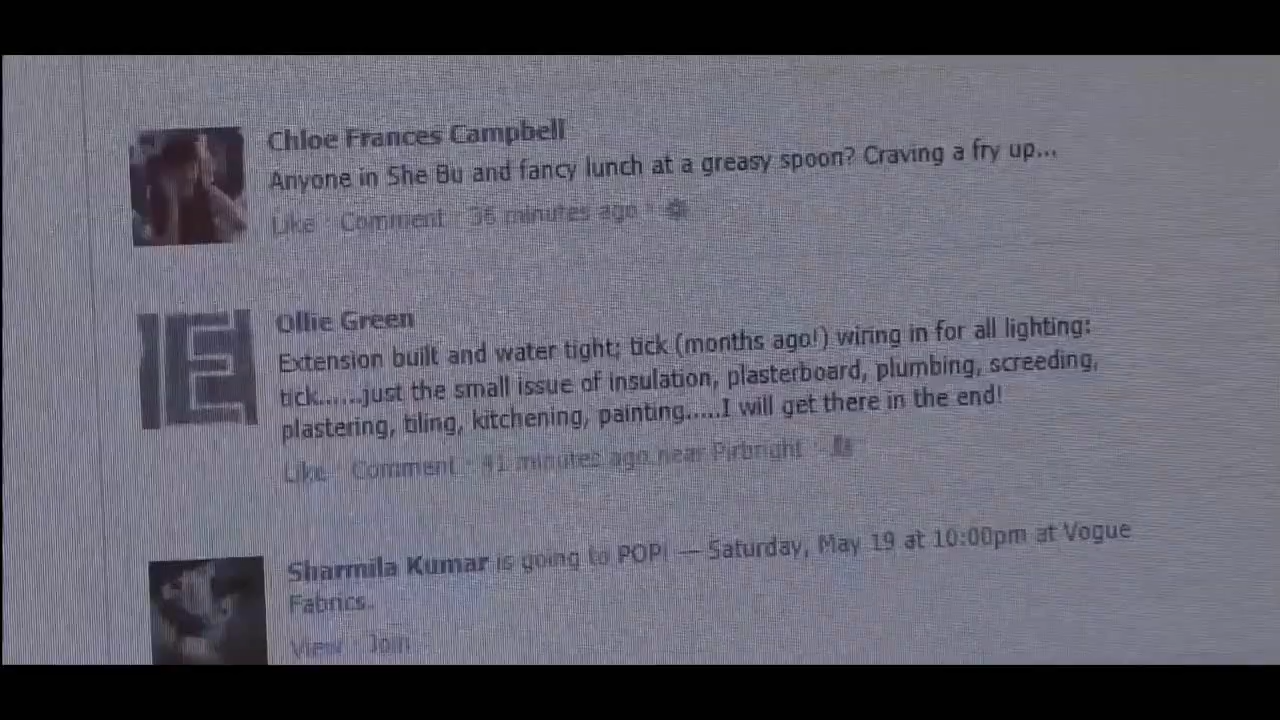 Chloe Frances Campbell
Anyone in She Bu and fancy lunch at a greasy spoon? Craving a fry up...
Like · Comment · 36 minutes ago ·
Ollie Green
Extension built and water tight; tick (months ago!) wiring in for all lighting:
tick......just the small issue of insulation, plasterboard, plumbing, screeding,
plastering, tiling, kitchening, painting.....I will get there in the end!
Like · Comment · 41 minutes ago near Pirbright ·
Sharmila Kumar is going to POP! — Saturday, May 19 at 10:00pm at Vogue
Fabrics.
View · Join